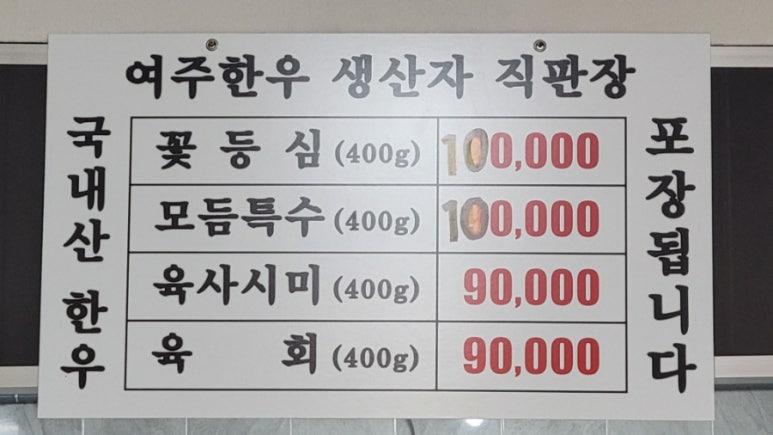 여주한우 생산자 직판장
국내산 한우
꽃등심 (400g) 100,000
모듬특수 (400g) 100,000
육사시미 (400g) 90,000
육회 (400g) 90,000
포장됩니다